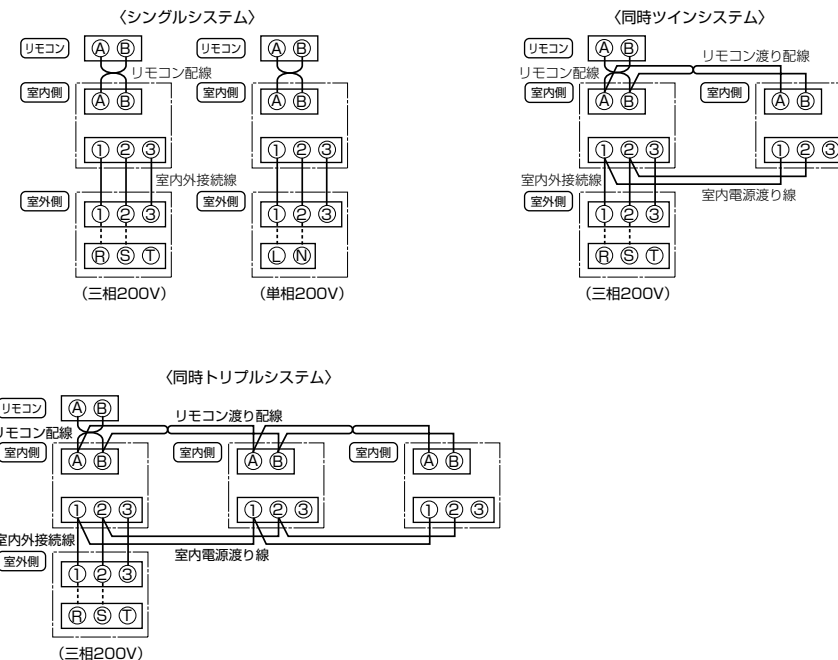 〈シングルシステム〉
リモコン Ⓐ Ⓑ リモコン Ⓐ Ⓑ
リモコン配線
室内側 Ⓐ Ⓑ 室内側 Ⓐ Ⓑ
① ② ③ ① ② ③
室内外接続線
室外側 ① ② ③ 室外側 ① ② ③
Ⓡ Ⓢ Ⓣ Ⓛ Ⓝ
(三相200V) (単相200V)
〈同時ツインシステム〉
リモコン Ⓐ Ⓑ
リモコン渡り配線
リモコン配線
室内側 Ⓐ Ⓑ 室内側 Ⓐ Ⓑ
① ② ③ ① ② ③
室内外接続線
室内電源渡り線
室外側 ① ② ③
Ⓡ Ⓢ Ⓣ
(三相200V)
〈同時トリプルシステム〉
リモコン Ⓐ Ⓑ
リモコン渡り配線
リモコン配線
室内側 Ⓐ Ⓑ 室内側 Ⓐ Ⓑ 室内側 Ⓐ Ⓑ
① ② ③ ① ② ③ ① ② ③
室内外接続線
室内電源渡り線
室外側 ① ② ③
Ⓡ Ⓢ Ⓣ
(三相200V)